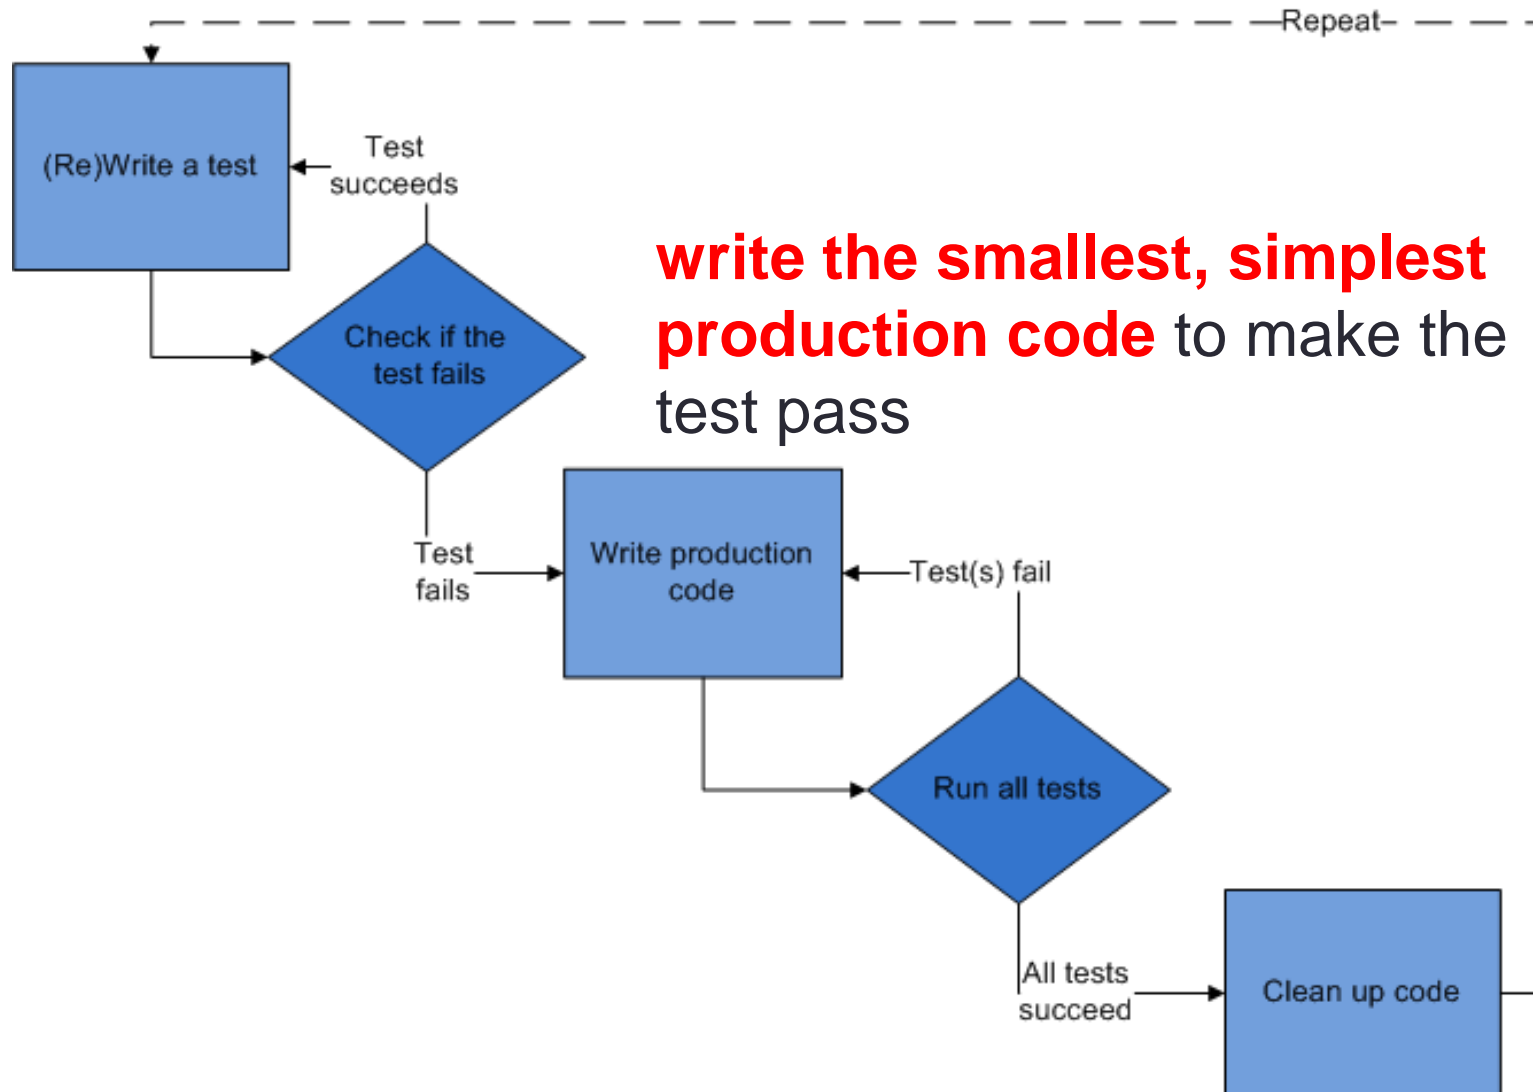 Repeat
(Re)Write a test
Test
succeeds
write the smallest, simplest
production code to make the
test pass
Check if the
test fails
Test
fails
Write production
code
Test(s) fail
Run all tests
All tests
succeed
Clean up code